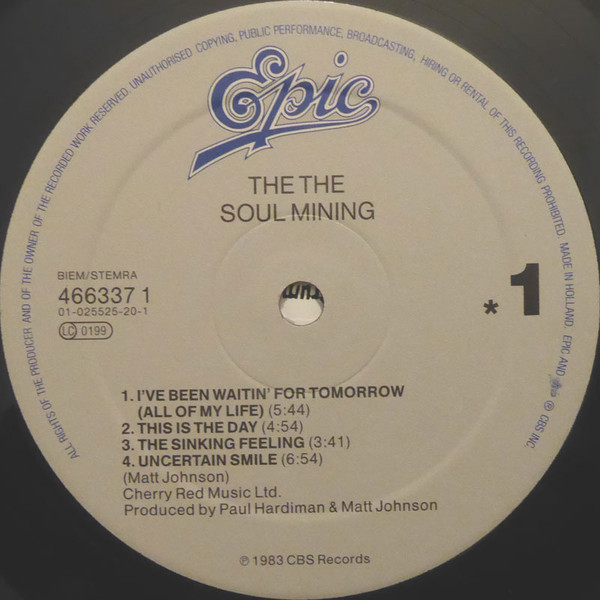 ALL RIGHTS OF THE PRODUCER AND OF THE OWNER OF THE RECORDED WORK RESERVED. UNAUTHORISED COPYING, PUBLIC PERFORMANCE, BROADCASTING, HIRING OR RENTAL OF THIS RECORDING PROHIBITED. MADE IN HOLLAND. EPIC AND ℗ CBS INC.
Epic
THE THE
SOUL MINING
BIEM/STEMRA
466337 1
01-025525-20-1
LC 0199
* 1
1. I'VE BEEN WAITIN' FOR TOMORROW
(ALL OF MY LIFE) (5:44)
2. THIS IS THE DAY (4:54)
3. THE SINKING FEELING (3:41)
4. UNCERTAIN SMILE (6:54)
(Matt Johnson)
Cherry Red Music Ltd.
Produced by Paul Hardiman & Matt Johnson
℗ 1983 CBS Records